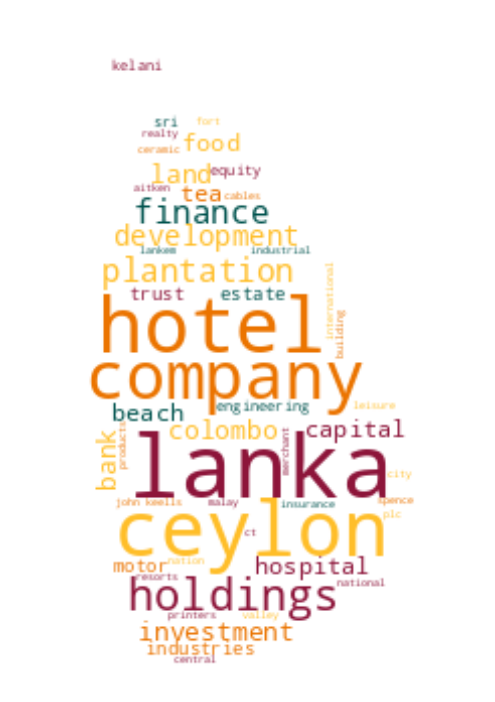 kelani
sri fort
realty
ceramic food
land equity
aitken tea cables
finance
development
lankem industrial
plantation
international
trust estate
building
hotel
company
beach engineering leisure
bank products colombo merchant capital
lanka
city
john keells malay insurance spence
plc
ceylon
ct
motor nation hospital
resorts national
holdings
printers valley
investment
industries
central